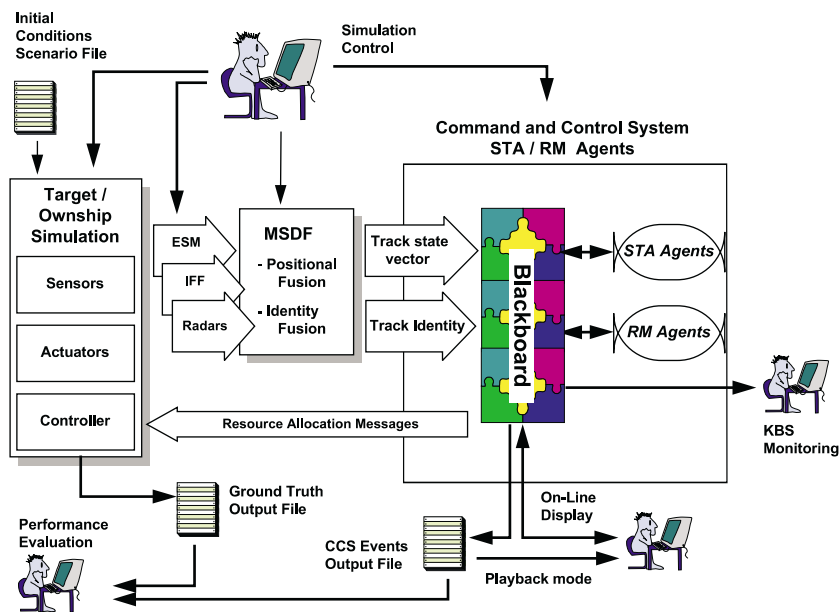 Initial
Conditions
Scenario File
Simulation
Control
Command and Control System
STA / RM Agents
Target /
Ownship
Simulation
Sensors
Actuators
Controller
ESM
IFF
Radars
MSDF
- Positional
Fusion
- Identity
Fusion
Track state
vector
Track Identity
Blackboard
STA Agents
RM Agents
Resource Allocation Messages
KBS
Monitoring
Ground Truth
Output File
On-Line
Display
Performance
Evaluation
CCS Events
Output File
Playback mode